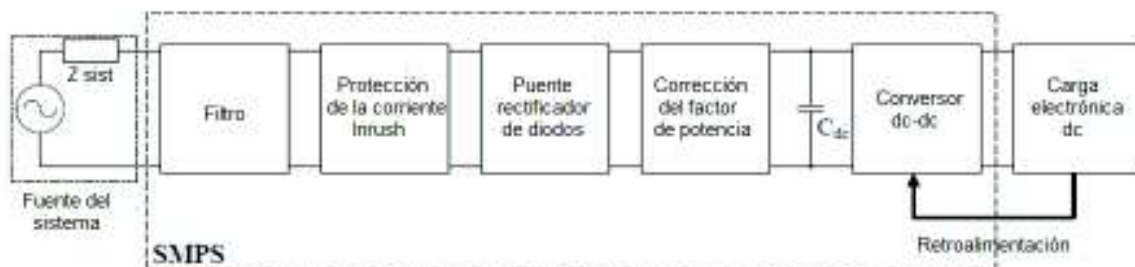 Z sist
Fuente del
sistema
Filtro
Protección
de la corriente
Inrush
Puente
rectificador
de diodos
Corrección
del factor
de potencia
Cdc
Conversor
dc-dc
Carga
electrónica
dc
Retroalimentación
SMPS